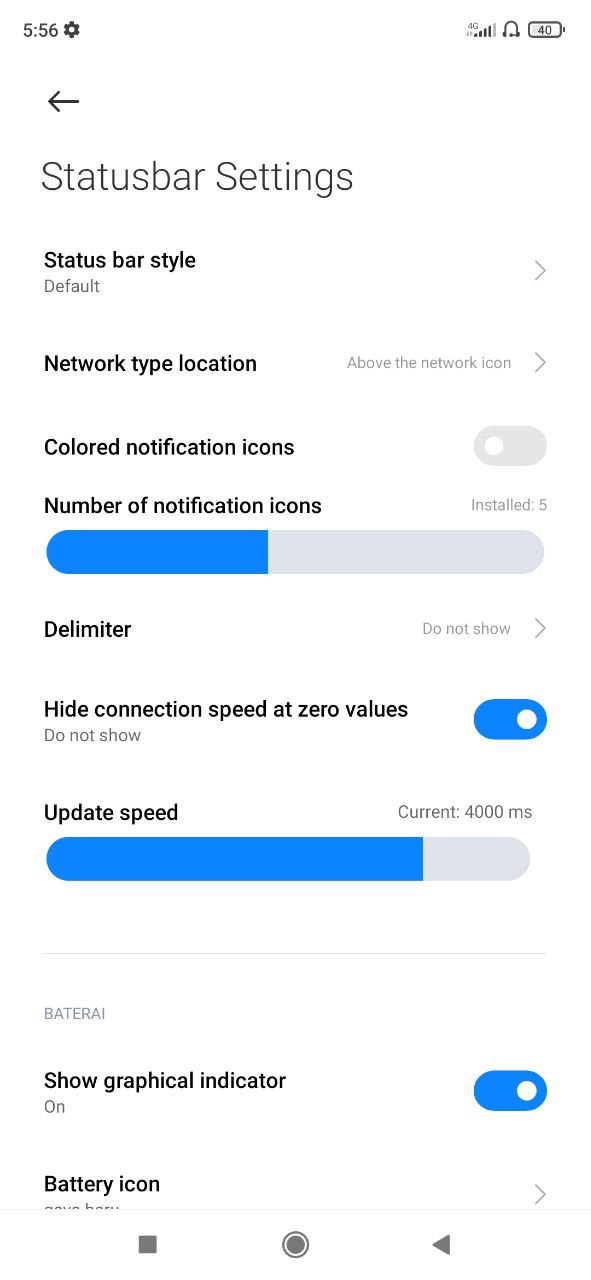 5:56
4G
40
Statusbar Settings
Status bar style
Default
Network type location
Above the network icon
Colored notification icons
Number of notification icons
Installed: 5
Delimiter
Do not show
Hide connection speed at zero values
Do not show
Update speed
Current: 4000 ms
BATERAI
Show graphical indicator
On
Battery icon
gaya baru